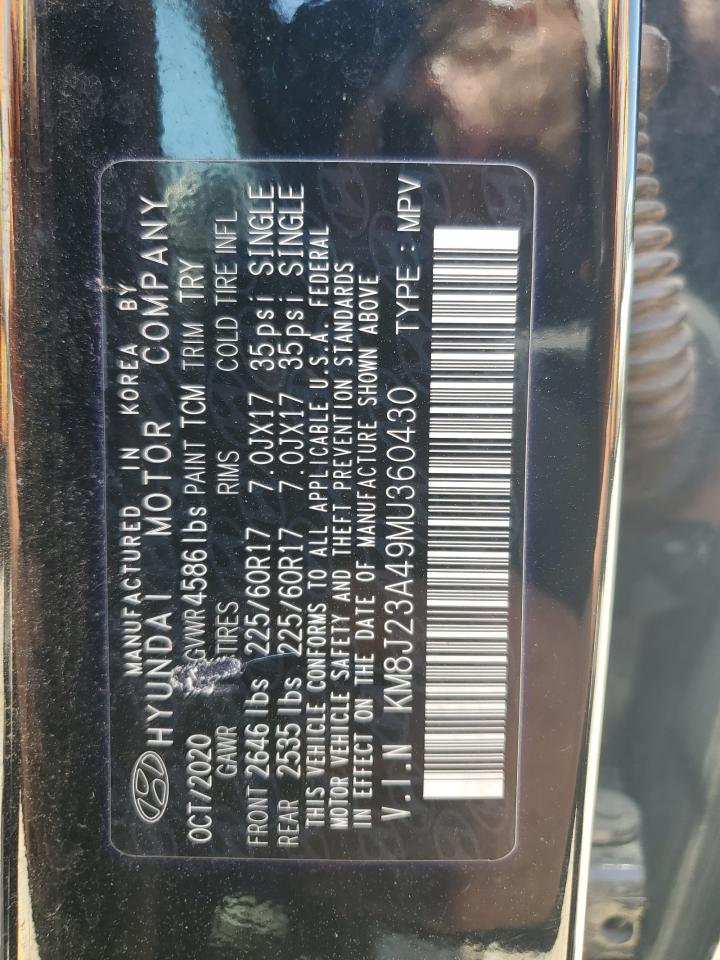 MANUFACTURED IN KOREA BY
HYUNDAI MOTOR COMPANY
OCT/2020 GVWR 4586 lbs PAINT TCM TRIM TRY
GAWR TIRES RIMS COLD TIRE INFL
FRONT 2646 lbs 225/60R17 7.0JX17 35psi SINGLE
REAR 2535 lbs 225/60R17 7.0JX17 35psi SINGLE
THIS VEHICLE CONFORMS TO ALL APPLICABLE U.S.A. FEDERAL
MOTOR VEHICLE SAFETY AND THEFT PREVENTION STANDARDS
IN EFFECT ON THE DATE OF MANUFACTURE SHOWN ABOVE
V.I.N KM8J23A49MU360430 TYPE : MPV